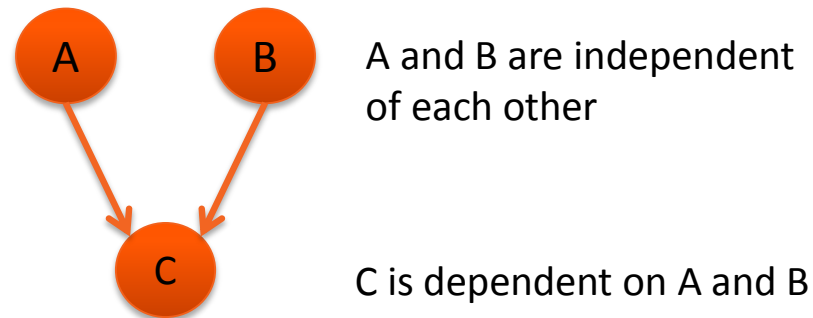 A
B
A and B are independent
of each other
C
C is dependent on A and B